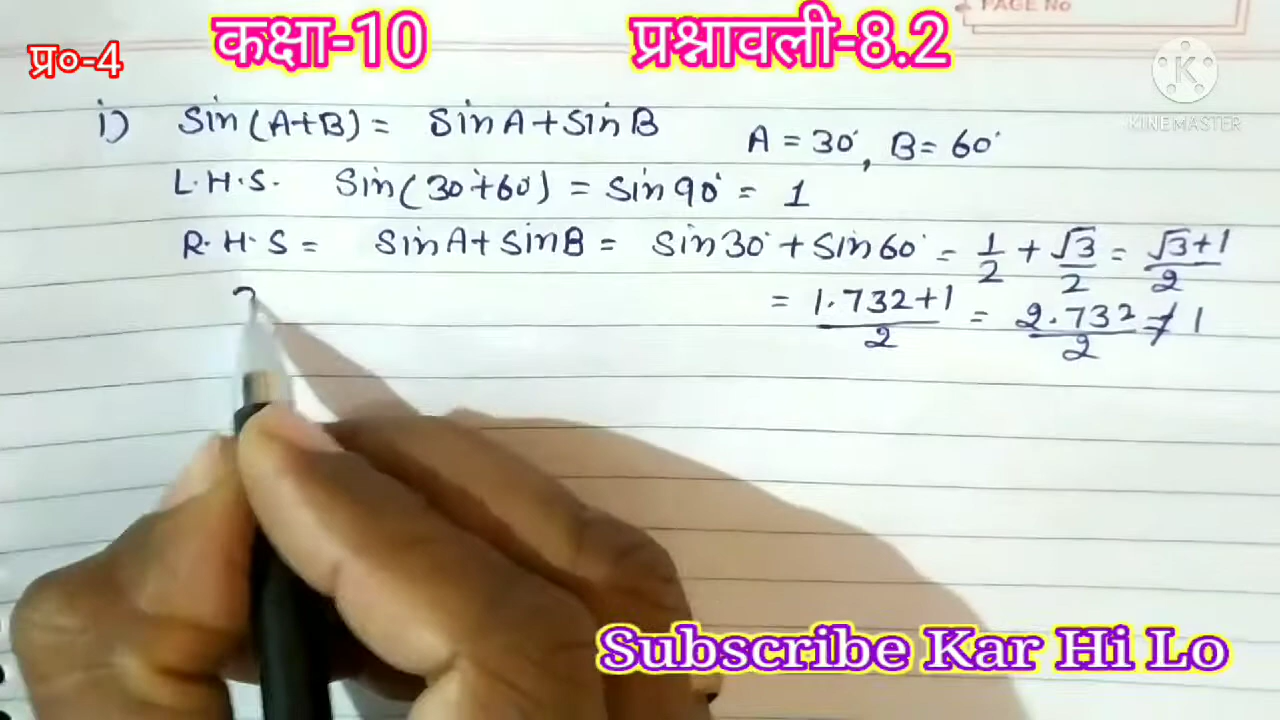 PAGE No
कक्षा-10 प्रश्नावली-8.2
प्र०-4
K
KINEMASTER
i) Sin(A+B) = SinA+SinB A = 30°, B = 60°
L.H.S. Sin(30°+60°) = Sin90° = 1
R.H.S = SinA+SinB = Sin30°+Sin60° = 1/2 + √3/2 = √3+1/2
= 1.732+1/2 = 2.732/2 ≠ 1
Subscribe Kar Hi Lo